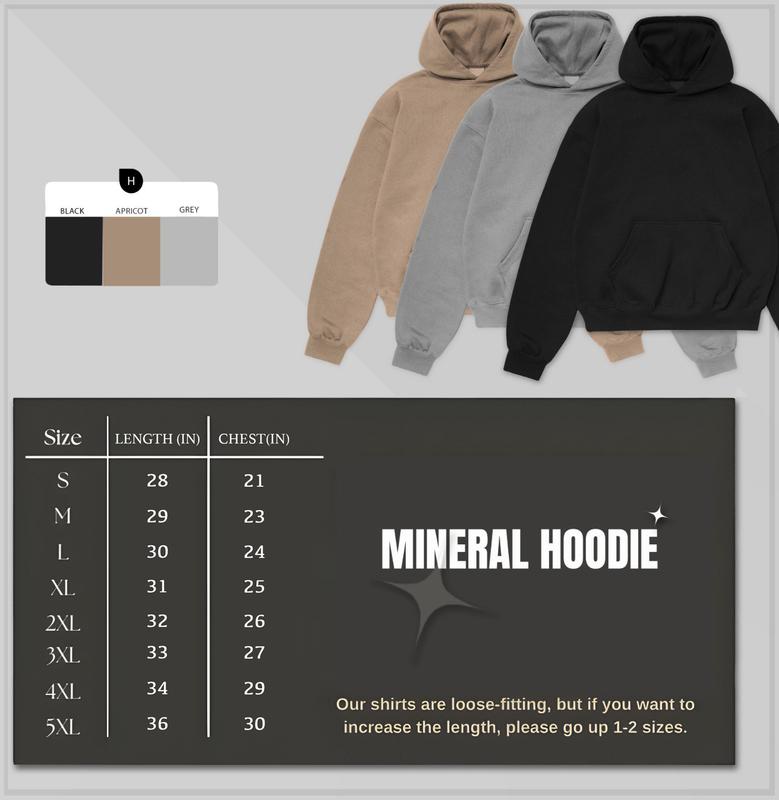 H
BLACK APRICOT GREY
Size LENGTH (IN) CHEST(IN)
S 28 21
M 29 23
L 30 24
XL 31 25
2XL 32 26
3XL 33 27
4XL 34 29
5XL 36 30
MINERAL HOODIE
Our shirts are loose-fitting, but if you want to
increase the length, please go up 1-2 sizes.